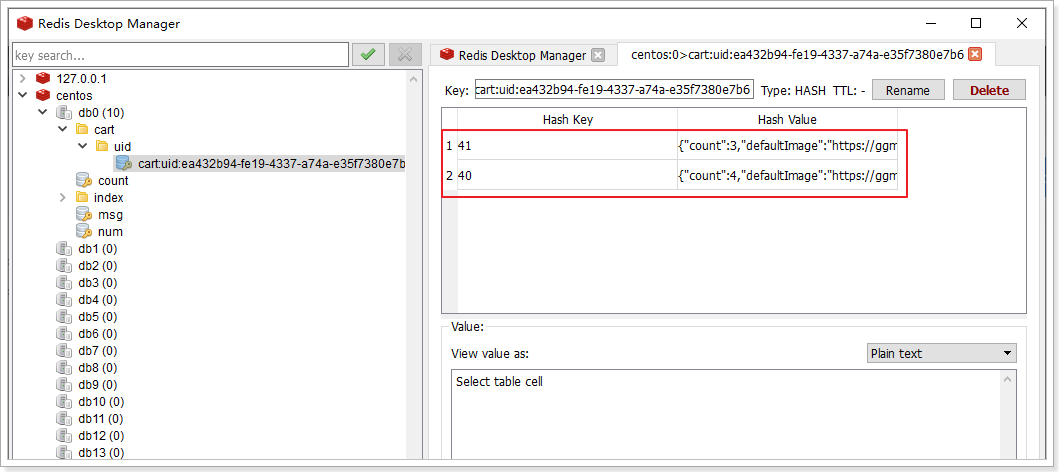 Redis Desktop Manager
key search...
127.0.0.1
centos
db0 (10)
cart
uid
cart:uid:ea432b94-fe19-4337-a74a-e35f7380e7b
count
index
msg
num
db1 (0)
db2 (0)
db3 (0)
db4 (0)
db5 (0)
db6 (0)
db7 (0)
db8 (0)
db9 (0)
db10 (0)
db11 (0)
db12 (0)
db13 (0)
Redis Desktop Manager
centos:0>cart:uid:ea432b94-fe19-4337-a74a-e35f7380e7b6
Key: cart:uid:ea432b94-fe19-4337-a74a-e35f7380e7b6 Type: HASH TTL: - Rename Delete
Hash Key Hash Value
1 41 {"count":3,"defaultImage":"https://ggm
2 40 {"count":4,"defaultImage":"https://ggm
Value:
View value as: Plain text
Select table cell